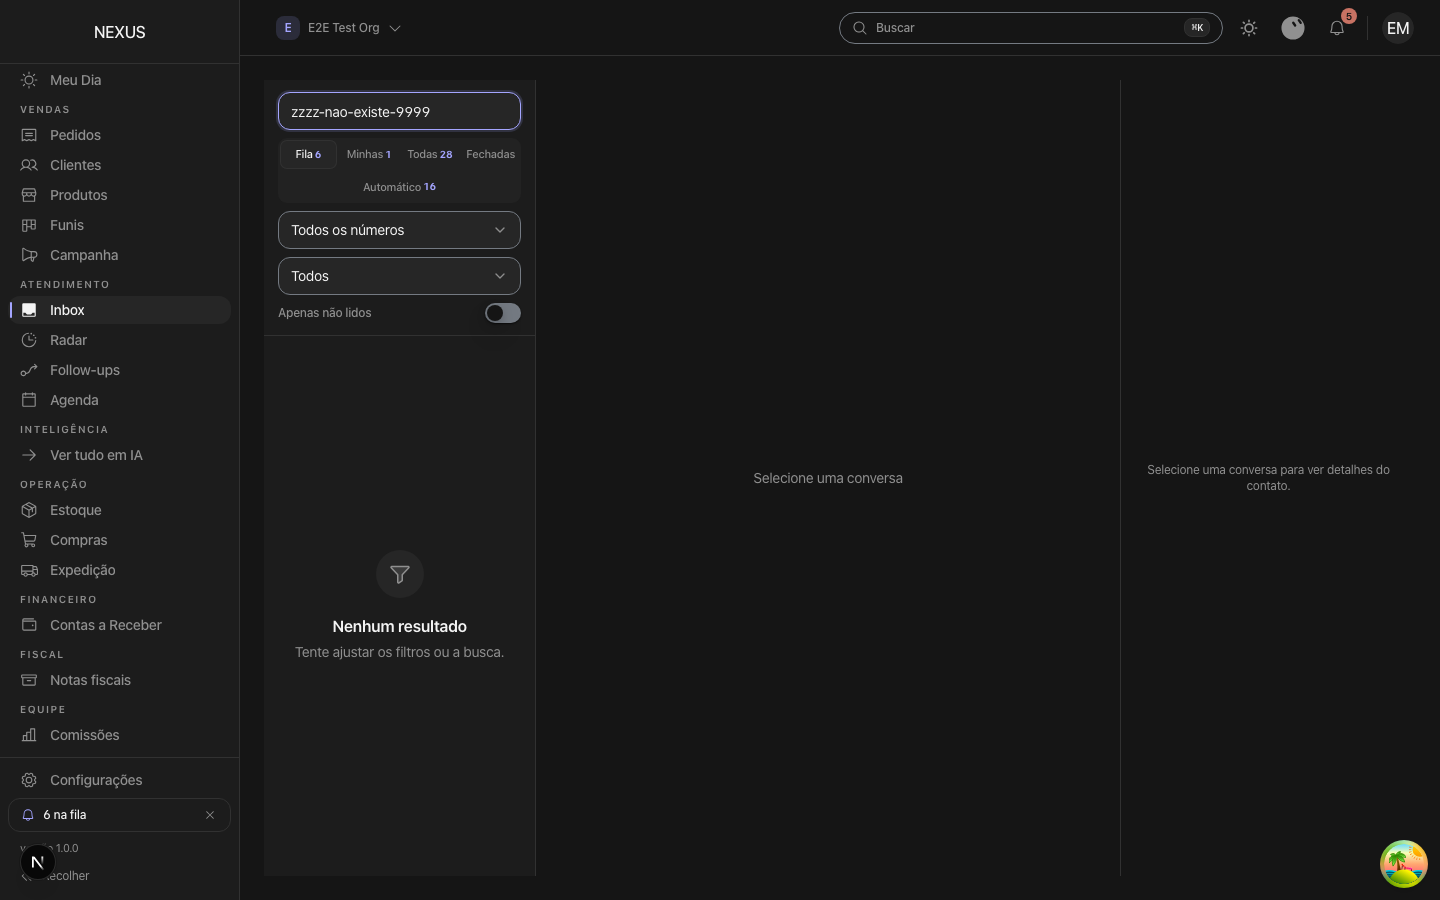 NEXUS
E
E2E Test Org
Buscar
⌘K
5
EM
Meu Dia
VENDAS
Pedidos
Clientes
Produtos
Funis
Campanha
ATENDIMENTO
Inbox
Radar
Follow-ups
Agenda
INTELIGÊNCIA
Ver tudo em IA
OPERAÇÃO
Estoque
Compras
Expedição
FINANCEIRO
Contas a Receber
FISCAL
Notas fiscais
EQUIPE
Comissões
Configurações
6 na fila
1.0.0
N
zzzz-nao-existe-9999
Fila 6 Minhas 1 Todas 28 Fechadas
Automático 16
Todos os números
Todos
Apenas não lidos
Nenhum resultado
Tente ajustar os filtros ou a busca.
Selecione uma conversa
Selecione uma conversa para ver detalhes do
contato.